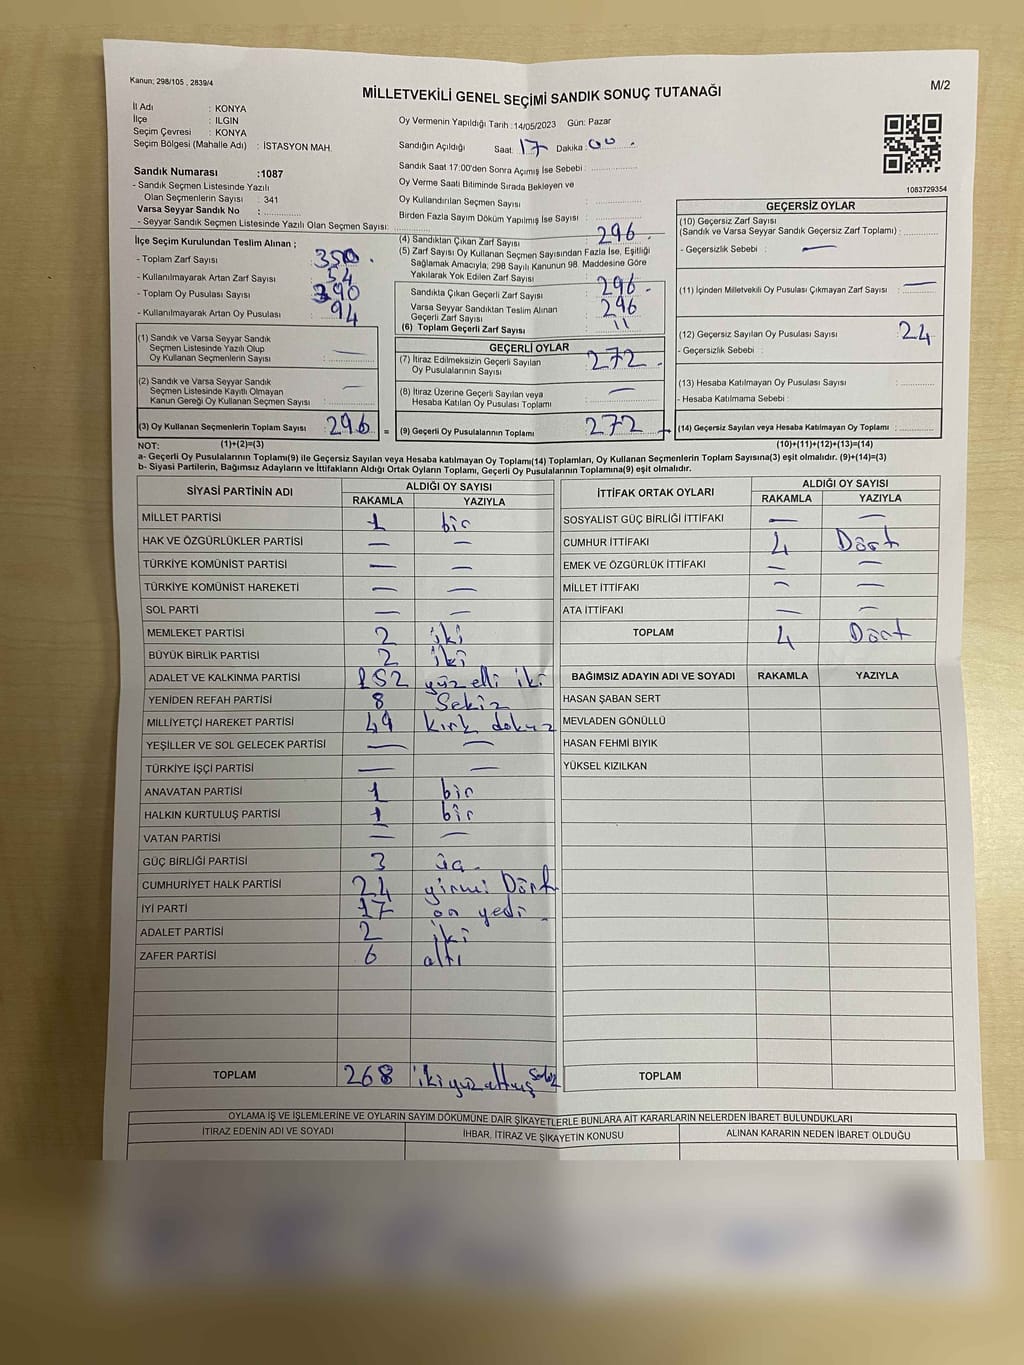 Kanun; 298/105 , 2839/4
M/2
MİLLETVEKİLİ GENEL SEÇİMİ SANDIK SONUÇ TUTANAĞI
İl Adı : KONYA
İlçe : ILGIN
Seçim Çevresi : KONYA
Seçim Bölgesi (Mahalle Adı) : İSTASYON MAH.
Oy Vermenin Yapıldığı Tarih :14/05/2023 Gün: Pazar
Sandığın Açıldığı Saat: 17 Dakika: 00
Sandık Saat 17:00'den Sonra Açımış İse Sebebi :
Oy Verme Saati Bitiminde Sırada Bekleyen ve
Oy Kullandırılan Seçmen Sayısı :
Birden Fazla Sayım Döküm Yapılmış İse Sayısı :
1083729354
Sandık Numarası :1087
- Sandık Seçmen Listesinde Yazılı
Olan Seçmenlerin Sayısı : 341
Varsa Seyyar Sandık No :
- Seyyar Sandık Seçmen Listesinde Yazılı Olan Seçmen Sayısı:
İlçe Seçim Kurulundan Teslim Alınan ;
- Toplam Zarf Sayısı : 350
- Kullanılmayarak Artan Zarf Sayısı : 54
- Toplam Oy Pusulası Sayısı : 390
- Kullanılmayarak Artan Oy Pusulası : 94
(1) Sandık ve Varsa Seyyar Sandık
Seçmen Listesinde Yazılı Olup
Oy Kullanan Seçmenlerin Sayısı : —
(2) Sandık ve Varsa Seyyar Sandık
Seçmen Listesinde Kayıtlı Olmayan
Kanun Gereği Oy Kullanan Seçmen Sayısı : —
(3) Oy Kullanan Seçmenlerin Toplam Sayısı : 296 =
(4) Sandıktan Çıkan Zarf Sayısı : 296
(5) Zarf Sayısı Oy Kullanan Seçmen Sayısından Fazla İse, Eşitliği
Sağlamak Amacıyla; 298 Sayılı Kanunun 98. Maddesine Göre
Yakılarak Yok Edilen Zarf Sayısı :
Sandıkta Çıkan Geçerli Zarf Sayısı : 296
Varsa Seyyar Sandıktan Teslim Alınan
Geçerli Zarf Sayısı : 296
(6) Toplam Geçerli Zarf Sayısı : 11
GEÇERLİ OYLAR
(7) İtiraz Edilmeksizin Geçerli Sayılan
Oy Pusulalarının Sayısı : 272
(8) İtiraz Üzerine Geçerli Sayılan veya
Hesaba Katılan Oy Pusulası Toplamı : —
(9) Geçerli Oy Pusulalarının Toplamı : 272 +
GEÇERSİZ OYLAR
(10) Geçersiz Zarf Sayısı
(Sandık ve Varsa Seyyar Sandık Geçersiz Zarf Toplamı) :
- Geçersizlik Sebebi : —
(11) İçinden Milletvekili Oy Pusulası Çıkmayan Zarf Sayısı : —
(12) Geçersiz Sayılan Oy Pusulası Sayısı : 24
- Geçersizlik Sebebi :
(13) Hesaba Katılmayan Oy Pusulası Sayısı :
- Hesaba Katılmama Sebebi :
(14) Geçersiz Sayılan veya Hesaba Katılmayan Oy Toplamı :
NOT: (1)+(2)=(3) (10)+(11)+(12)+(13)=(14)
a- Geçerli Oy Pusulalarının Toplamı(9) ile Geçersiz Sayılan veya Hesaba katılmayan Oy Toplamı(14) Toplamları, Oy Kullanan Seçmenlerin Toplam Sayısına(3) eşit olmalıdır. (9)+(14)=(3)
b- Siyasi Partilerin, Bağımsız Adayların ve İttifakların Aldığı Ortak Oyların Toplamı, Geçerli Oy Pusulalarının Toplamına(9) eşit olmalıdır.
SİYASİ PARTİNİN ADI ALDIĞI OY SAYISI
RAKAMLA YAZIYLA
MİLLET PARTİSİ 1 bir
HAK VE ÖZGÜRLÜKLER PARTİSİ — —
TÜRKİYE KOMÜNİST PARTİSİ — —
TÜRKİYE KOMÜNİST HAREKETİ — —
SOL PARTİ — —
MEMLEKET PARTİSİ 2 iki
BÜYÜK BİRLİK PARTİSİ 2 iki
ADALET VE KALKINMA PARTİSİ 152 yüz elli iki
YENİDEN REFAH PARTİSİ 8 Sekiz
MİLLİYETÇİ HAREKET PARTİSİ 49 kırk dokuz
YEŞİLLER VE SOL GELECEK PARTİSİ — —
TÜRKİYE İŞÇİ PARTİSİ — —
ANAVATAN PARTİSİ 1 bir
HALKIN KURTULUŞ PARTİSİ 1 bir
VATAN PARTİSİ — —
GÜÇ BİRLİĞİ PARTİSİ 3 üç
CUMHURİYET HALK PARTİSİ 24 yirmi Dört
İYİ PARTİ 17 on yedi
ADALET PARTİSİ 2 iki
ZAFER PARTİSİ 6 altı
TOPLAM 268 ikiyüzaltmış Sekiz
İTTİFAK ORTAK OYLARI ALDIĞI OY SAYISI
RAKAMLA YAZIYLA
SOSYALIST GÜÇ BİRLİĞİ İTTİFAKI — —
CUMHUR İTTİFAKI 4 Dört
EMEK VE ÖZGÜRLÜK İTTİFAKI — —
MİLLET İTTİFAKI — —
ATA İTTİFAKI — —
TOPLAM 4 Dört
BAĞIMSIZ ADAYIN ADI VE SOYADI RAKAMLA YAZIYLA
HASAN ŞABAN SERT
MEVLADEN GÖNÜLLÜ
HASAN FEHMİ BIYIK
YÜKSEL KIZILKAN
TOPLAM
OYLAMA İŞ VE İŞLEMLERİNE VE OYLARIN SAYIM DÖKÜMÜNE DAİR ŞİKAYETLERLE BUNLARA AİT KARARLARIN NELERDEN İBARET BULUNDUKLARI
İTİRAZ EDENİN ADI VE SOYADI İHBAR, İTİRAZ VE ŞİKAYETİN KONUSU ALINAN KARARIN NEDEN İBARET OLDUĞU